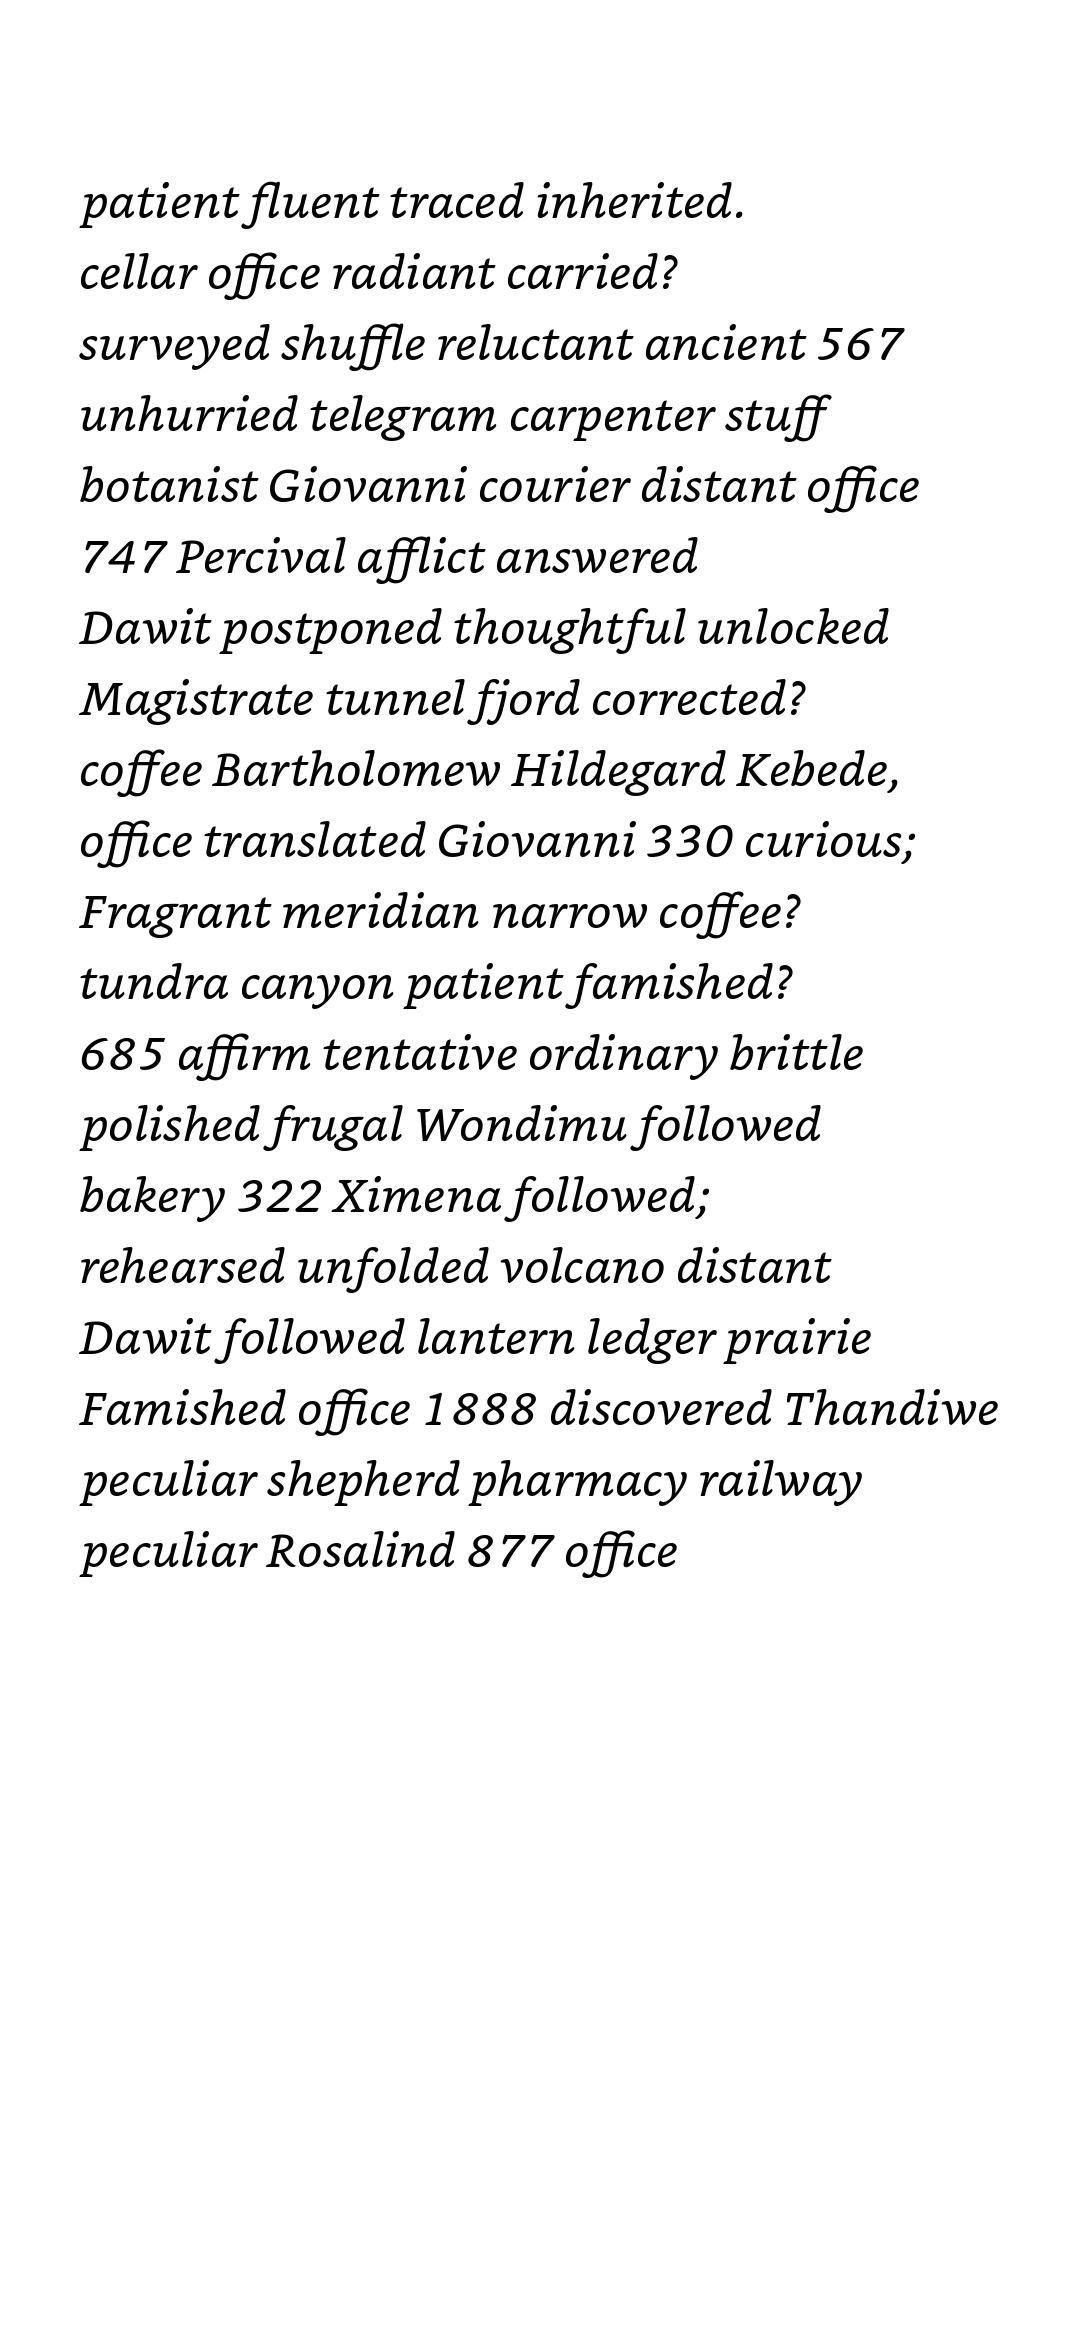 patient fluent traced inherited.
cellar office radiant carried?
surveyed shuffle reluctant ancient 567
unhurried telegram carpenter stuff
botanist Giovanni courier distant office
747 Percival afflict answered
Dawit postponed thoughtful unlocked
Magistrate tunnel fjord corrected?
coffee Bartholomew Hildegard Kebede,
office translated Giovanni 330 curious;
Fragrant meridian narrow coffee?
tundra canyon patient famished?
685 affirm tentative ordinary brittle
polished frugal Wondimu followed
bakery 322 Ximena followed;
rehearsed unfolded volcano distant
Dawit followed lantern ledger prairie
Famished office 1888 discovered Thandiwe
peculiar shepherd pharmacy railway
peculiar Rosalind 877 office